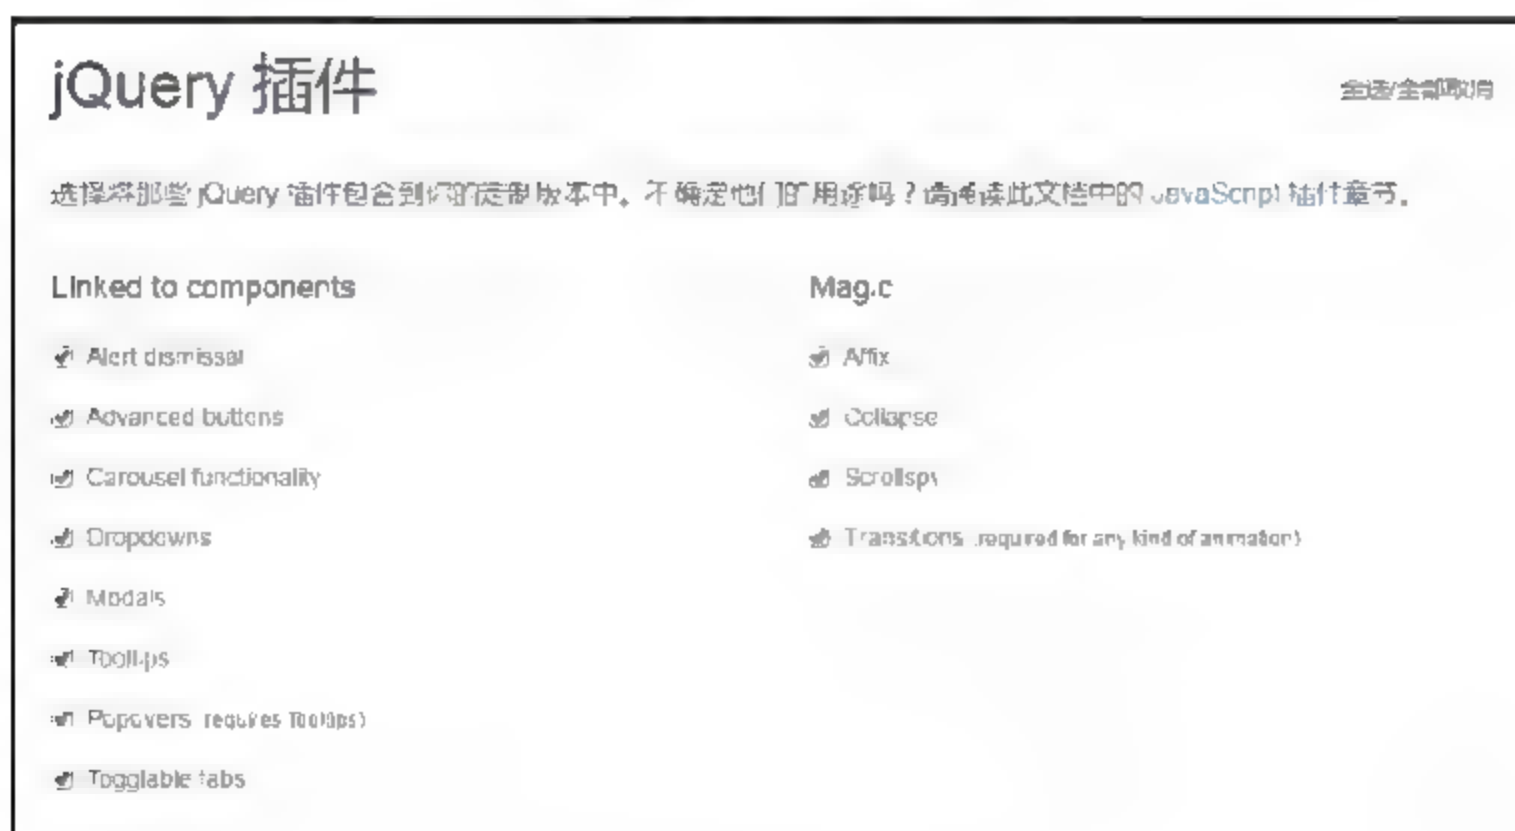 jQuery 插件
全选/全部取消
选择将那些 jQuery 插件包含到你的定制版本中。不确定他们的用途吗？请阅读此文档中的 JavaScript 插件章节。
Linked to components
Magic
Alert dismissal
Affix
Advanced buttons
Collapse
Carousel functionality
Scrollspy
Dropdowns
Transitions (required for any kind of animation)
Modals
Tooltips
Popovers (requires Tooltips)
Togglable tabs